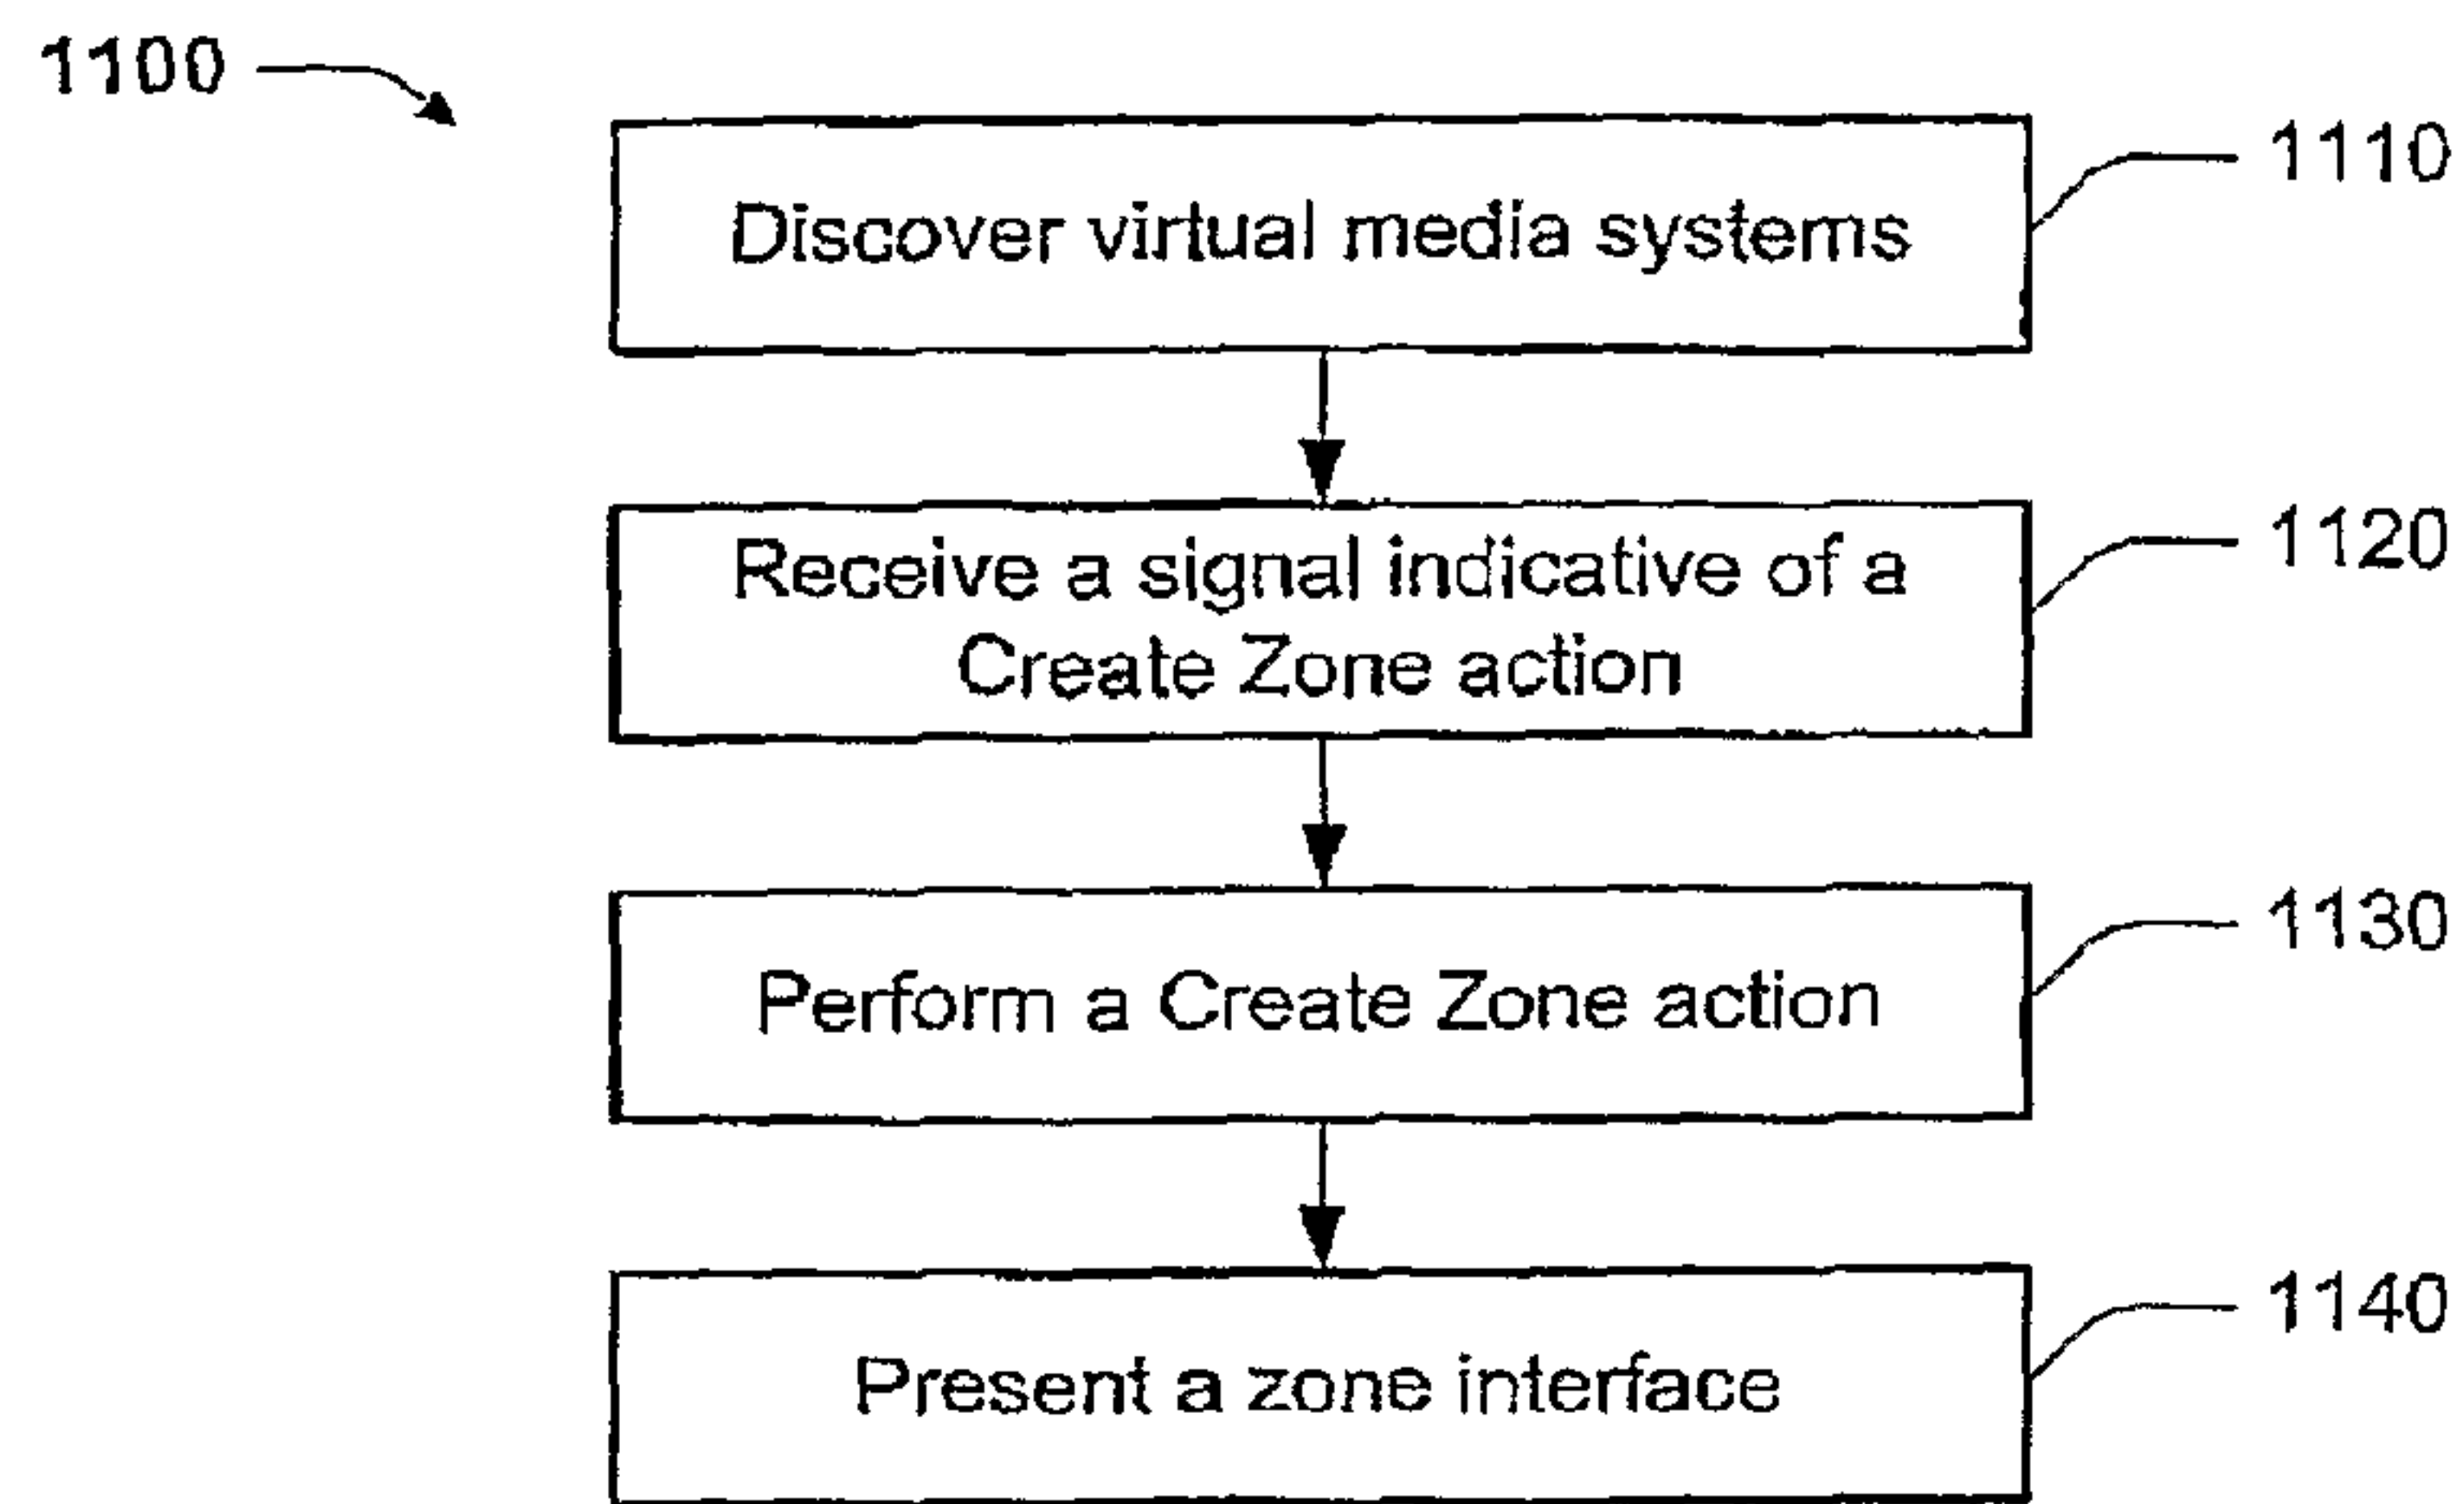 1100
Discover virtual media systems
1110
Receive a signal indicative of a
Create Zone action
1120
Perform a Create Zone action
1130
Present a zone interface
1140